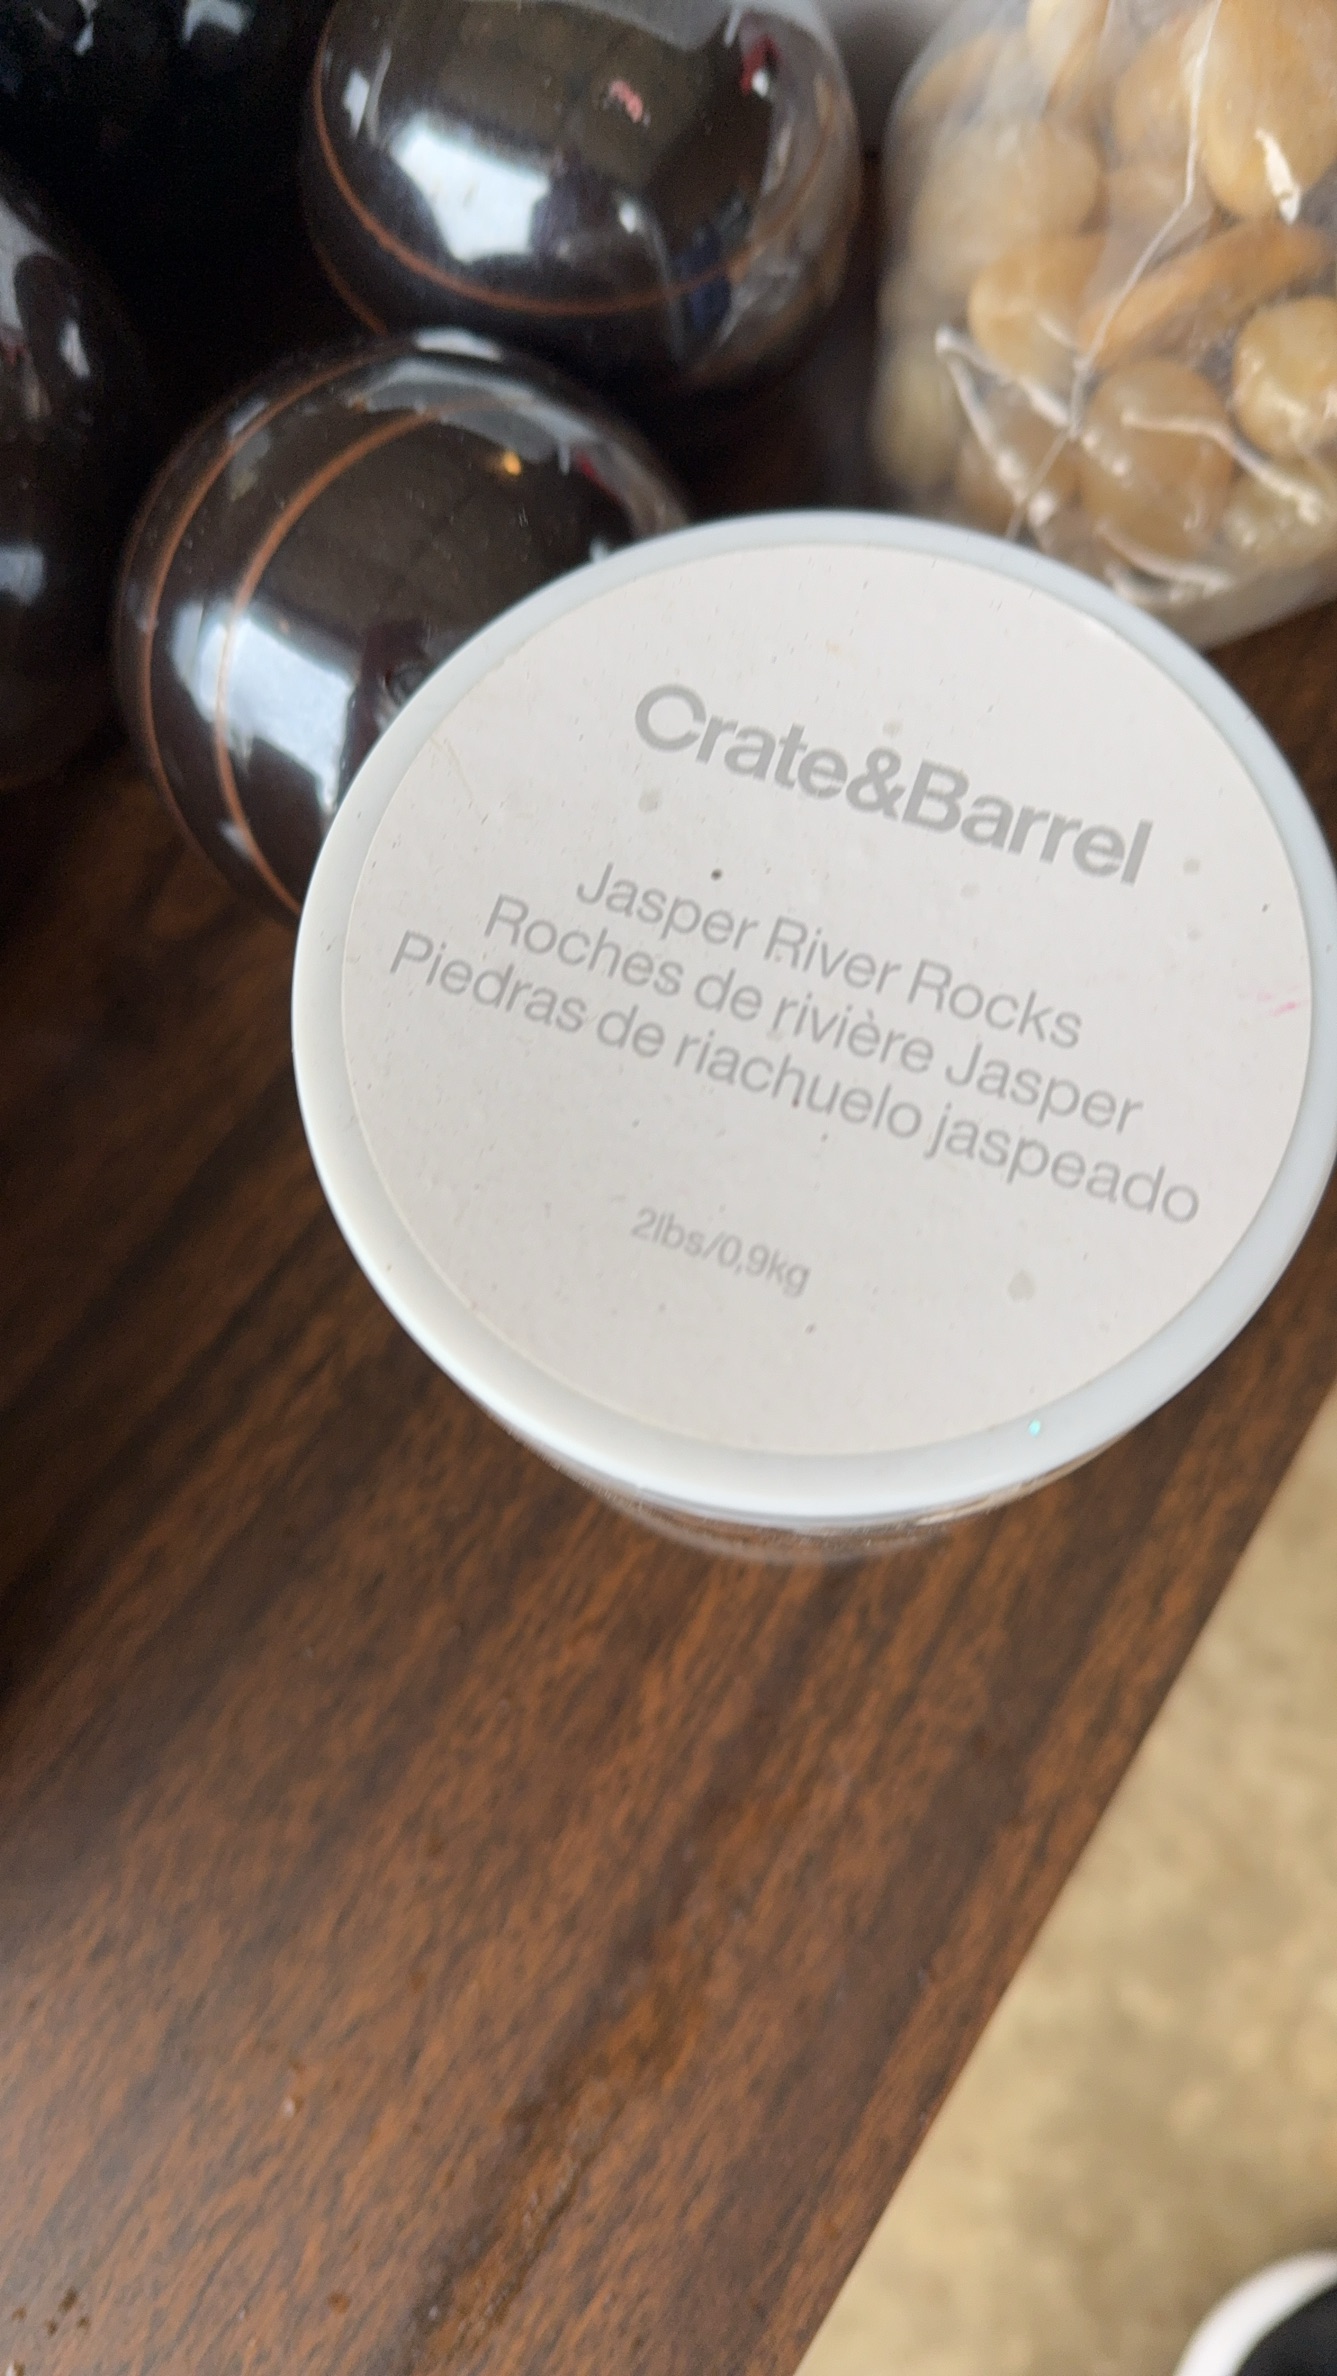 Crate&Barrel
Jasper River Rocks
Roches de rivière Jasper
Piedras de riachuelo jaspeado
2lbs/0,9kg